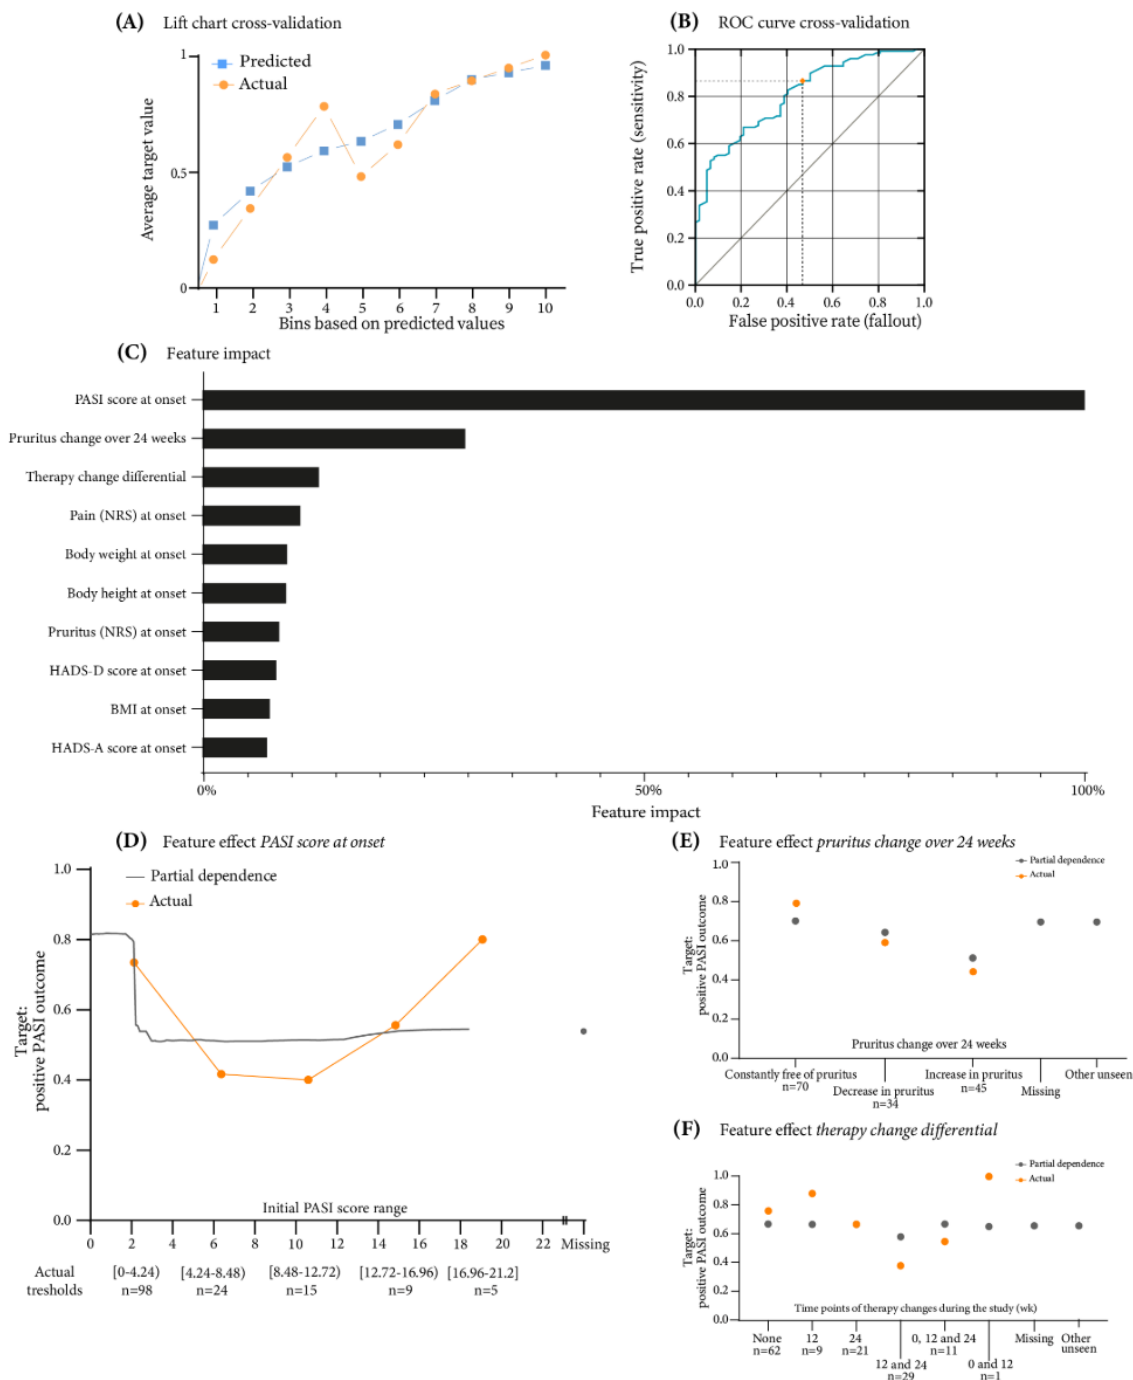 (A) Lift chart cross-validation
Predicted
Actual
Average target value
1
0.5
0
1 2 3 4 5 6 7 8 9 10
Bins based on predicted values
(B) ROC curve cross-validation
True positive rate (sensitivity)
1.0
0.8
0.6
0.4
0.2
0.0
0.0 0.2 0.4 0.6 0.8 1.0
False positive rate (fallout)
(C) Feature impact
PASI score at onset
Pruritus change over 24 weeks
Therapy change differential
Pain (NRS) at onset
Body weight at onset
Body height at onset
Pruritus (NRS) at onset
HADS-D score at onset
BMI at onset
HADS-A score at onset
0% 50% 100%
Feature impact
(D) Feature effect PASI score at onset
Partial dependence
Actual
Target:
positive PASI outcome
1.0
0.8
0.6
0.4
0.2
0.0
Initial PASI score range
0 2 4 6 8 10 12 14 16 18 20 22 Missing
Actual tresholds
[0-4.24) [4.24-8.48) [8.48-12.72) [12.72-16.96) [16.96-21.2]
n=98 n=24 n=15 n=9 n=5
(E) Feature effect pruritus change over 24 weeks
Partial dependence
Actual
Target:
positive PASI outcome
1.0
0.8
0.6
0.4
0.2
0.0
Pruritus change over 24 weeks
Constantly free of pruritus
n=70
Decrease in pruritus
n=34
Increase in pruritus
n=45
Missing
Other unseen
(F) Feature effect therapy change differential
Partial dependence
Actual
Target:
positive PASI outcome
1.0
0.8
0.6
0.4
0.2
0.0
Time points of therapy changes during the study (wk)
None
n=62
12
n=9
24
n=21
12 and 24
n=29
0, 12 and 24
n=11
0 and 12
n=1
Missing
Other
unseen